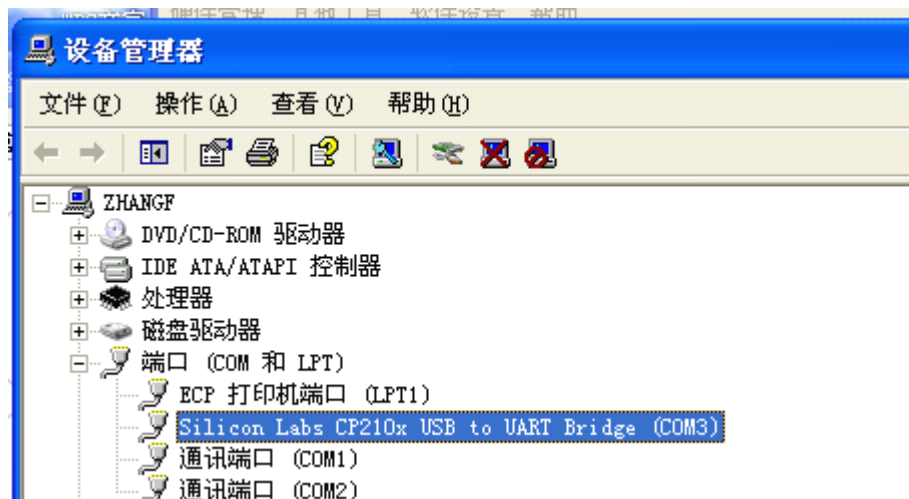 设备管理器
文件(F) 操作(A) 查看(V) 帮助(H)
ZHANGF
DVD/CD-ROM 驱动器
IDE ATA/ATAPI 控制器
处理器
磁盘驱动器
端口 (COM 和 LPT)
ECP 打印机端口 (LPT1)
Silicon Labs CP210x USB to UART Bridge (COM3)
通讯端口 (COM1)
通讯端口 (COM2)